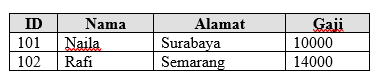 ID Nama Alamat Gaji
101 Naila Surabaya 10000
102 Rafi Semarang 14000